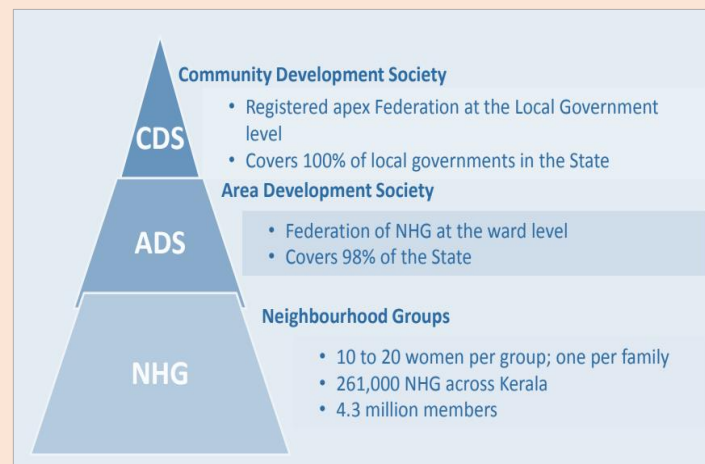 Community Development Society
• Registered apex Federation at the Local Government
level
• Covers 100% of local governments in the State
CDS
Area Development Society
• Federation of NHG at the ward level
• Covers 98% of the State
ADS
Neighbourhood Groups
• 10 to 20 women per group; one per family
• 261,000 NHG across Kerala
• 4.3 million members
NHG